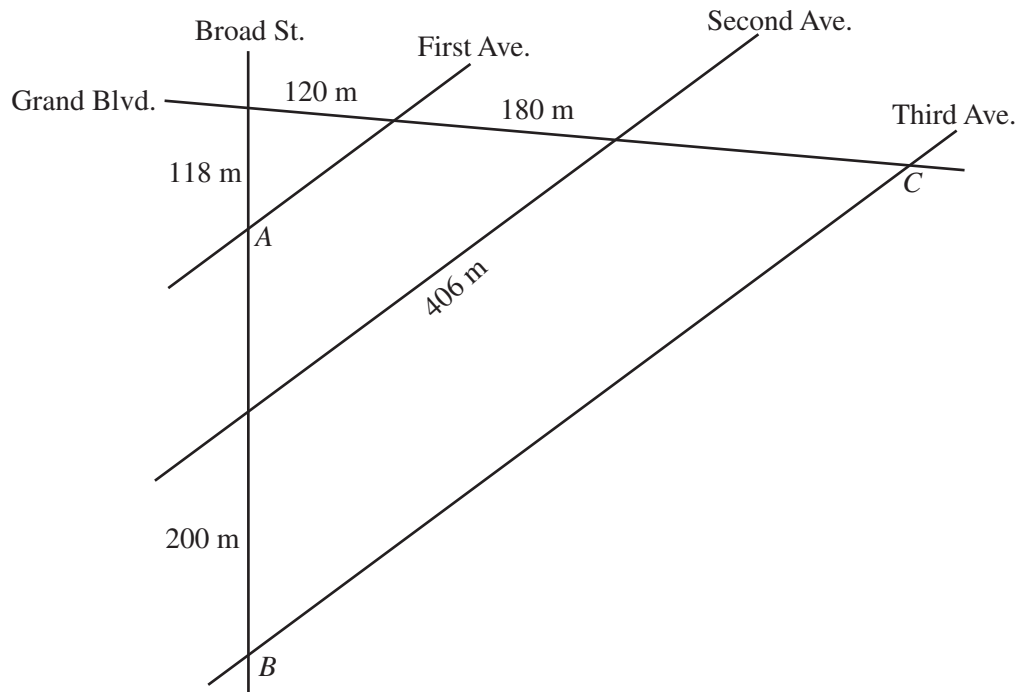 Broad St.
First Ave.
Second Ave.
Grand Blvd.
120 m
180 m
Third Ave.
118 m
C
A
406 m
200 m
B